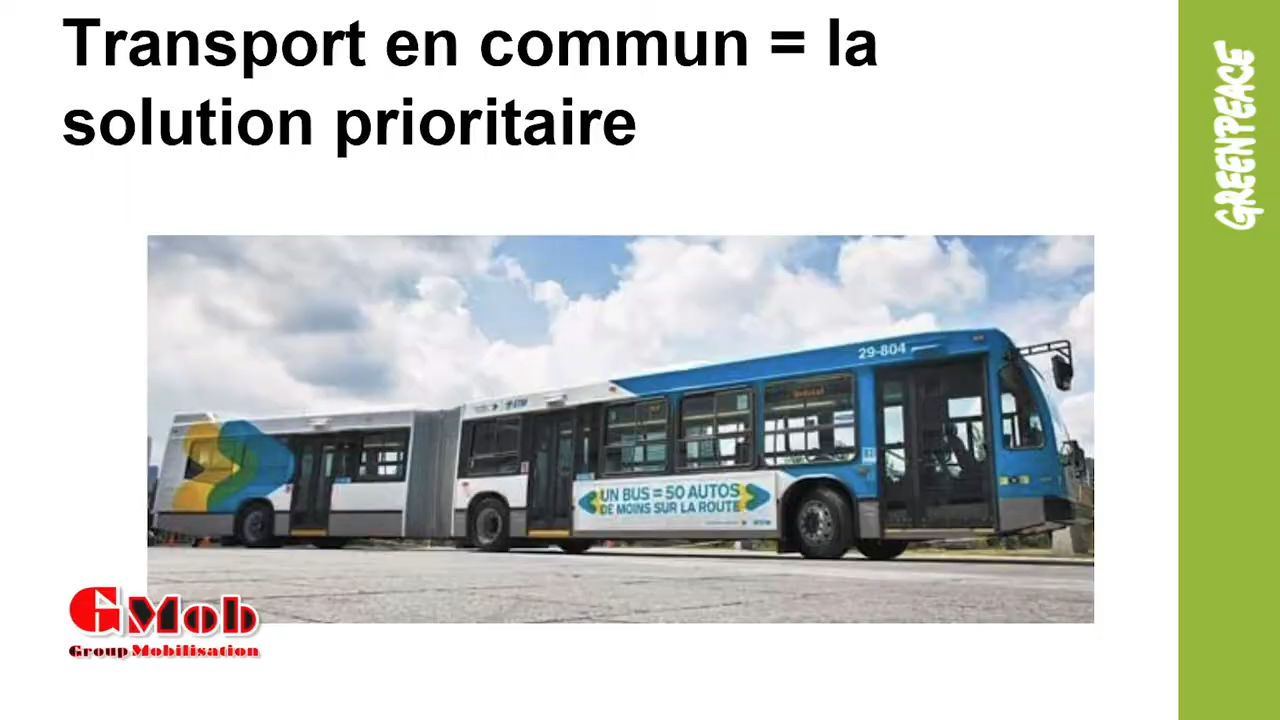 Transport en commun = la
solution prioritaire
GREENPEACE
29-804
UN BUS = 50 AUTOS
DE MOINS SUR LA ROUTE
GMob
Group Mobilisation